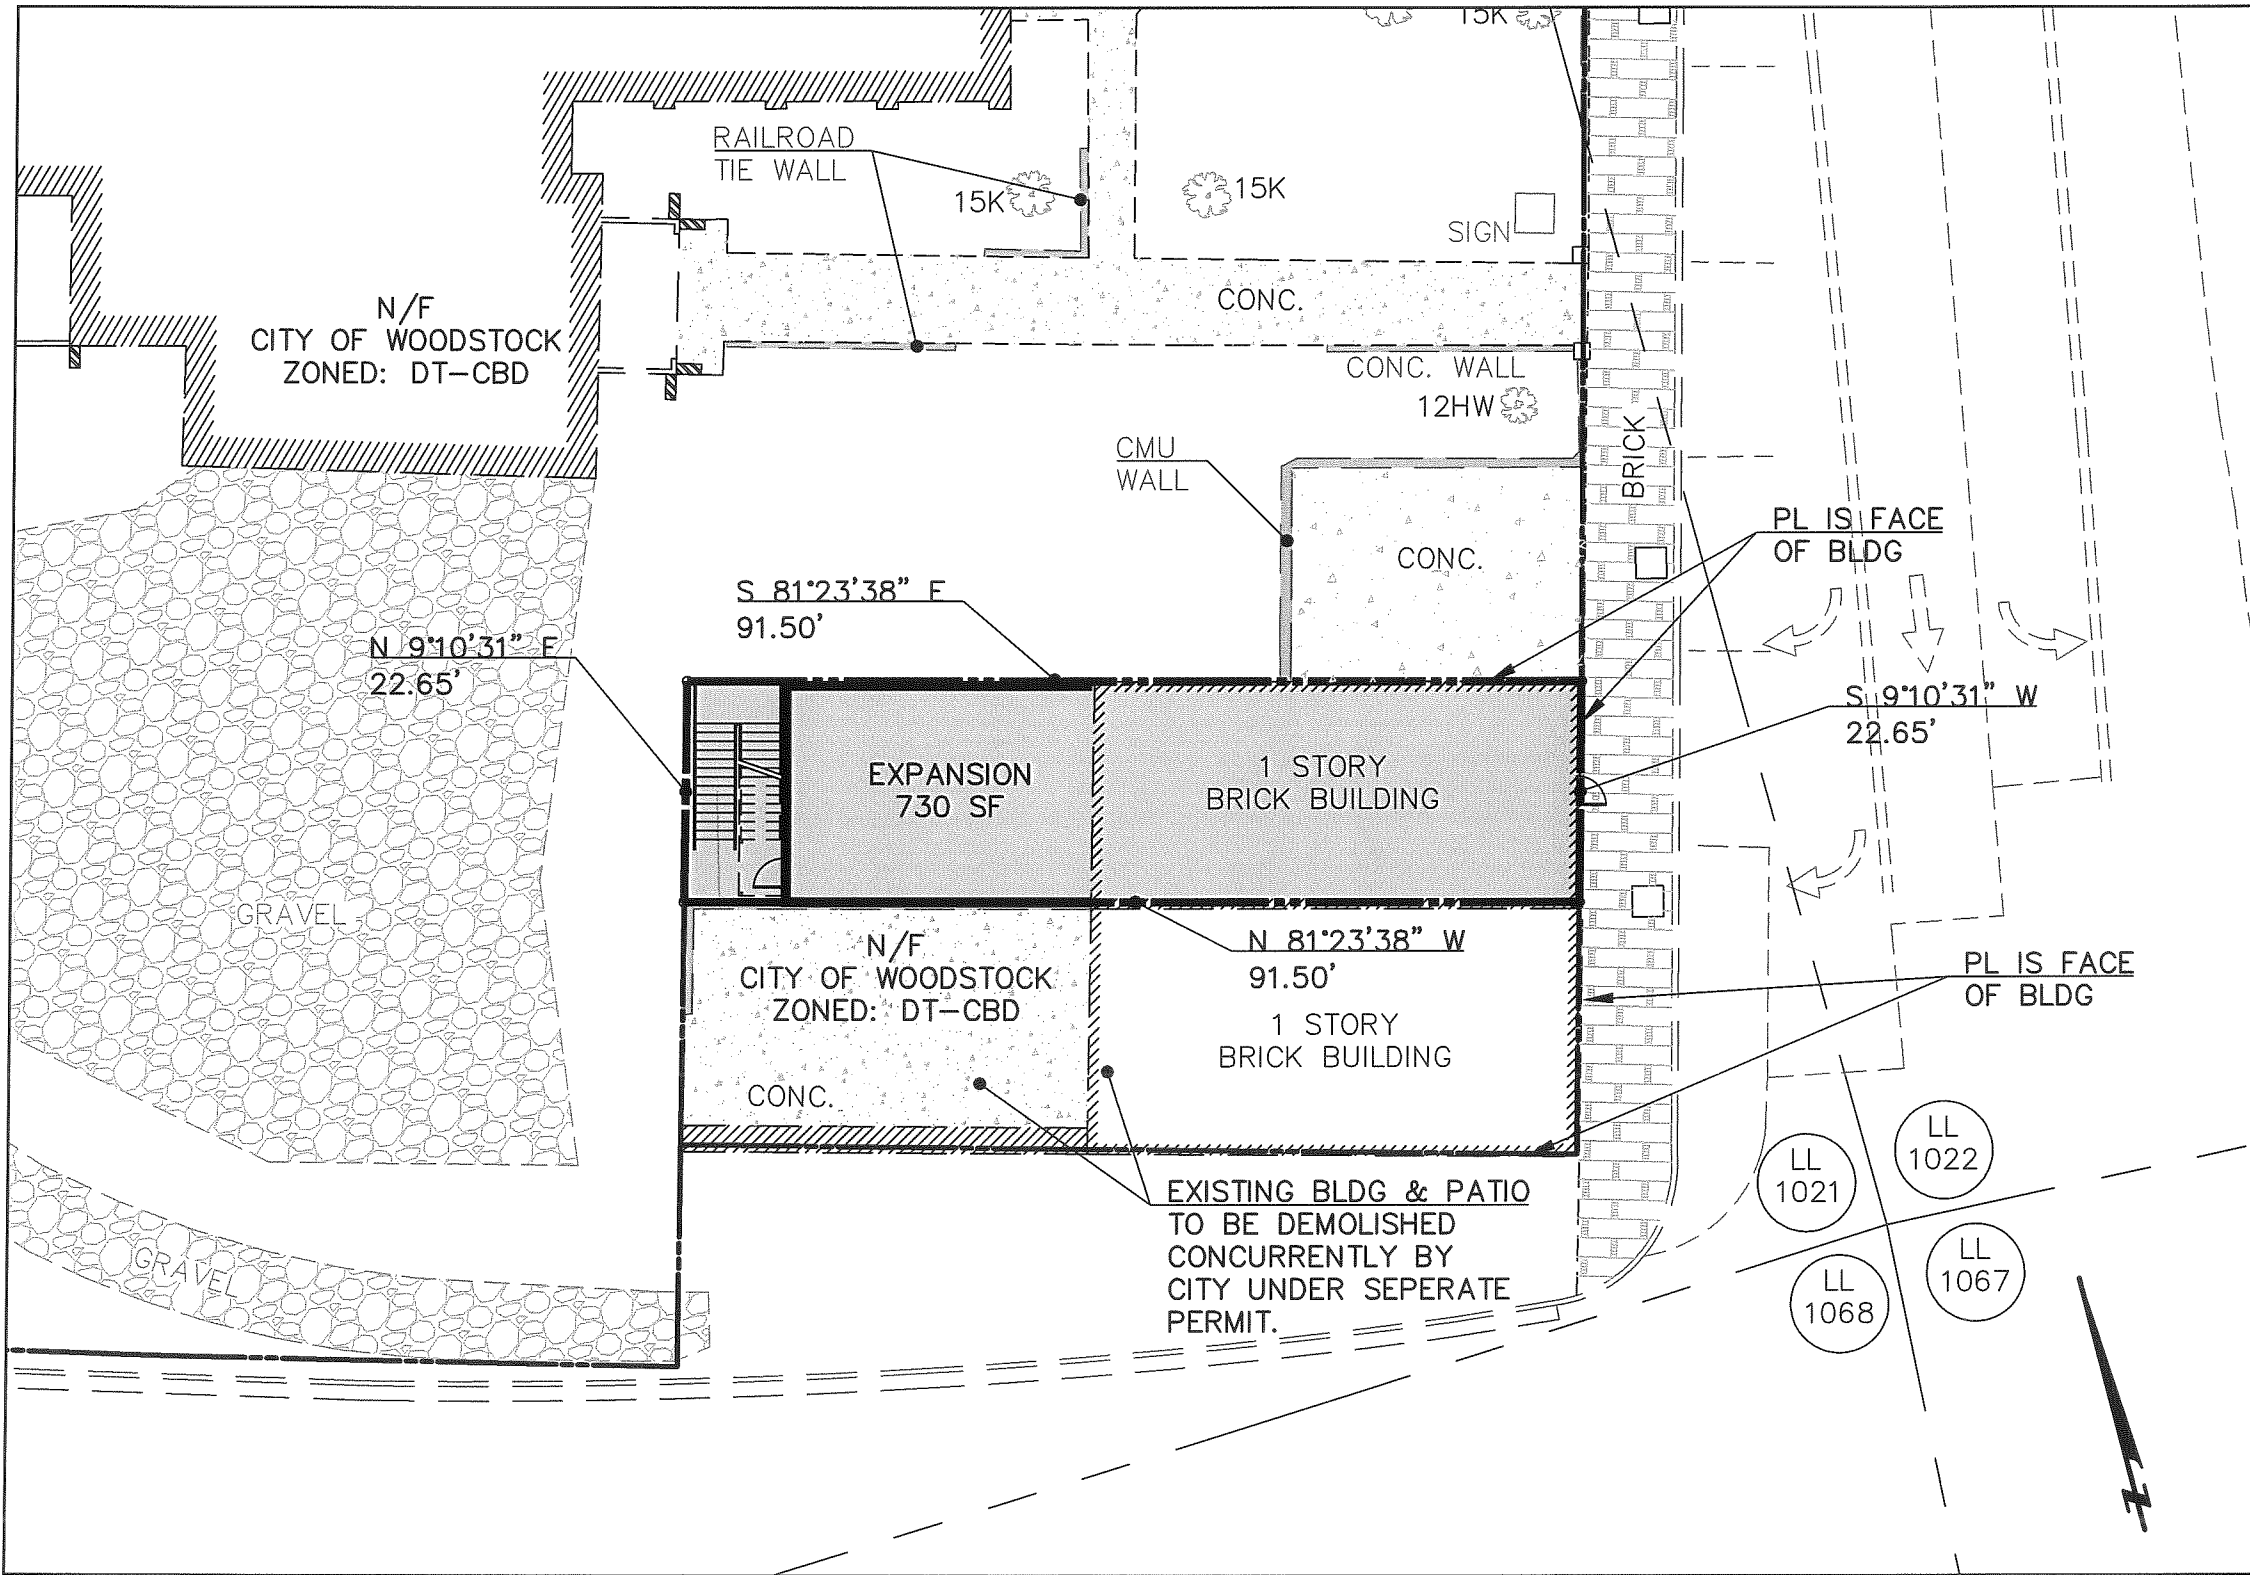 15K
RAILROAD
TIE WALL
15K
15K
SIGN
N/F
CITY OF WOODSTOCK
ZONED: DT-CBD
CONC.
CONC. WALL
12HW
BRICK
CMU
WALL
CONC.
PL IS FACE
OF BLDG
S 81°23'38" E
91.50'
N 9°10'31" E
22.65'
S 9°10'31" W
22.65'
EXPANSION
730 SF
1 STORY
BRICK BUILDING
GRAVEL
N/F
CITY OF WOODSTOCK
ZONED: DT-CBD
CONC.
N 81°23'38" W
91.50'
1 STORY
BRICK BUILDING
PL IS FACE
OF BLDG
EXISTING BLDG & PATIO
TO BE DEMOLISHED
CONCURRENTLY BY
CITY UNDER SEPERATE
PERMIT.
GRAVEL
LL
1021
LL
1022
LL
1068
LL
1067